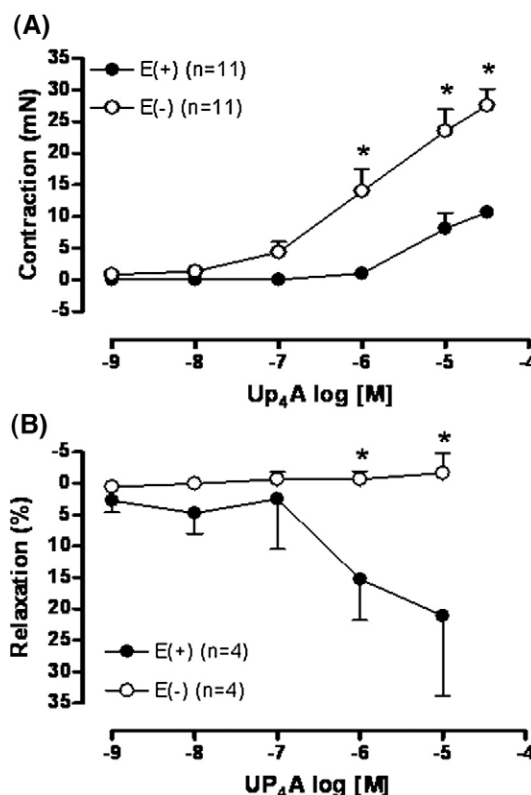 (A)
Contraction (mN)
35
30
25
20
15
10
5
0
-5
E(+) (n=11)
E(-) (n=11)
* * *
-9 -8 -7 -6 -5 -4
Up₄A log [M]
(B)
Relaxation (%)
-5
0
5
10
15
20
25
30
35
* *
E(+) (n=4)
E(-) (n=4)
-9 -8 -7 -6 -5 -4
UP₄A log [M]